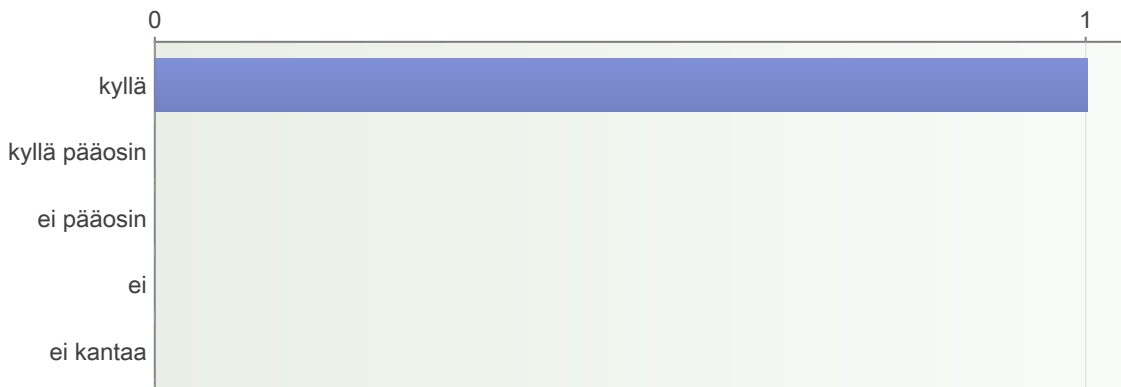 0 1
kyllä
kyllä pääosin
ei pääosin
ei
ei kantaa